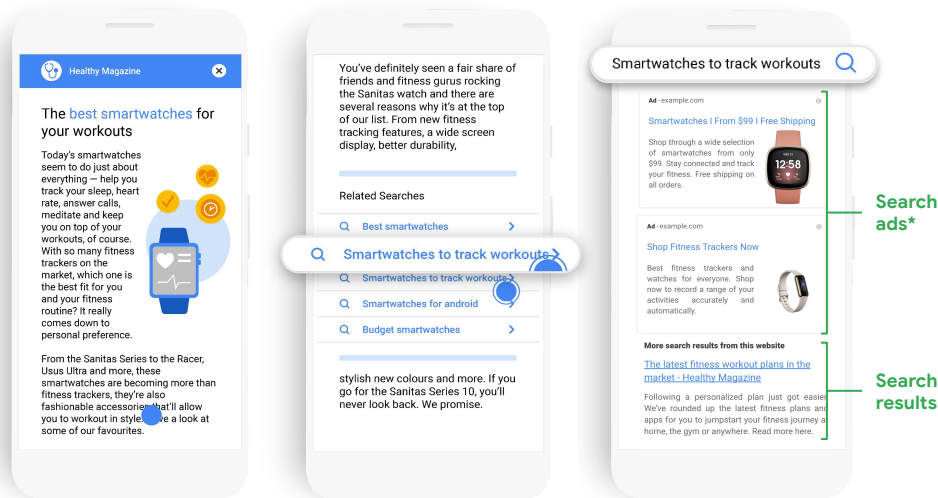 Healthy Magazine
The best smartwatches for
your workouts
Today's smartwatches
seem to do just about
everything — help you
track your sleep, heart
rate, answer calls,
meditate and keep
you on top of your
workouts, of course.
With so many fitness
trackers on the
market, which one is
the best fit for you
and your fitness
routine? It really
comes down to
personal preference.
From the Sanitas Series to the Racer,
Usus Ultra and more, these
smartwatches are becoming more than
fitness trackers, they're also
fashionable accessories that'll allow
you to workout in style. a look at
some of our favourites.
You've definitely seen a fair share of
friends and fitness gurus rocking
the Sanitas watch and there are
several reasons why it's at the top
of our list. From new fitness
tracking features, a wide screen
display, better durability,
Related Searches
Best smartwatches
Smartwatches to track workouts
Smartwatches to track workouts
Smartwatches for android
Budget smartwatches
stylish new colours and more. If you
go for the Sanitas Series 10, you'll
never look back. We promise.
Smartwatches to track workouts
Ad · example.com
Smartwatches I From $99 I Free Shipping
Shop through a wide selection
of smartwatches from only
$99. Stay connected and track
your fitness. Free shipping on
all orders.
12:58
Ad · example.com
Shop Fitness Trackers Now
Best fitness trackers and
watches for everyone. Shop
now to record a range of your
activities accurately and
automatically.
More search results from this website
The latest fitness workout plans in the
market - Healthy Magazine
Following a personalized plan just got easier
We've rounded up the latest fitness plans and
apps for you to jumpstart your fitness journey a
home, the gym or anywhere. Read more here.
Search
ads*
Search
results